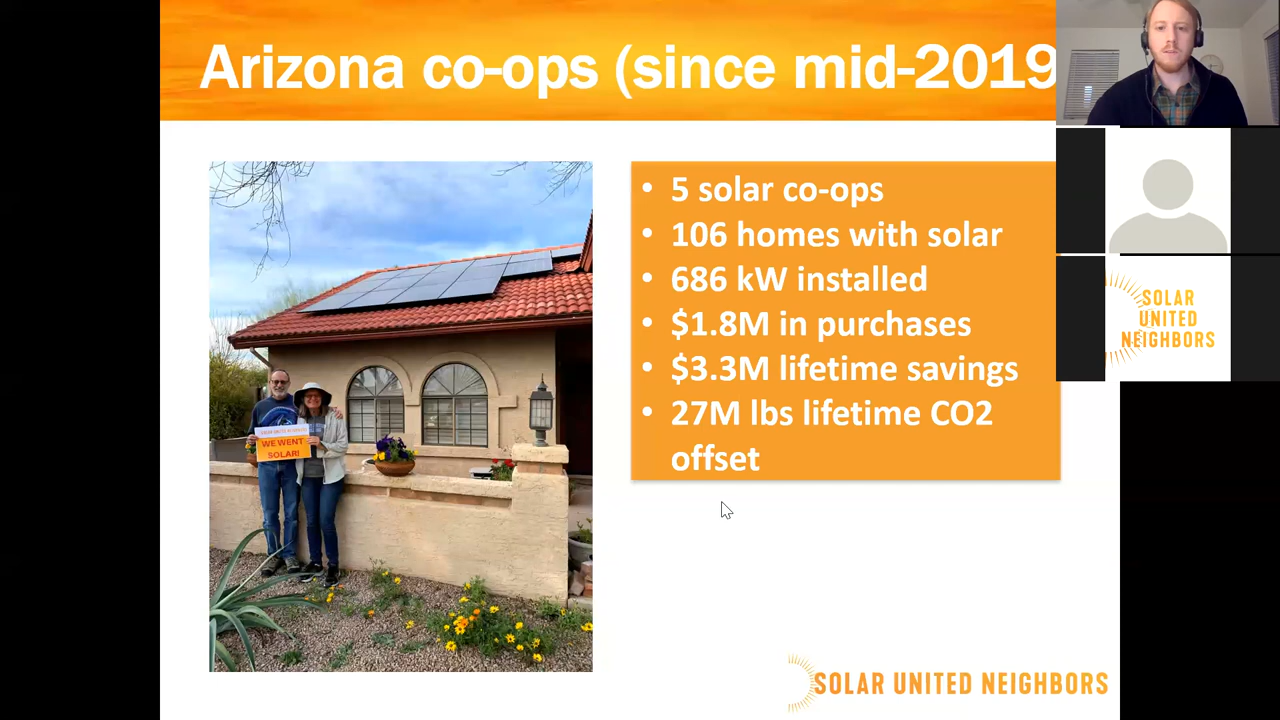 Arizona co-ops (since mid-2019
• 5 solar co-ops
• 106 homes with solar
• 686 kW installed
• $1.8M in purchases
• $3.3M lifetime savings
• 27M lbs lifetime CO2
offset
WE WENT
SOLAR!
SOLAR
UNITED
NEIGHBORS
SOLAR UNITED NEIGHBORS